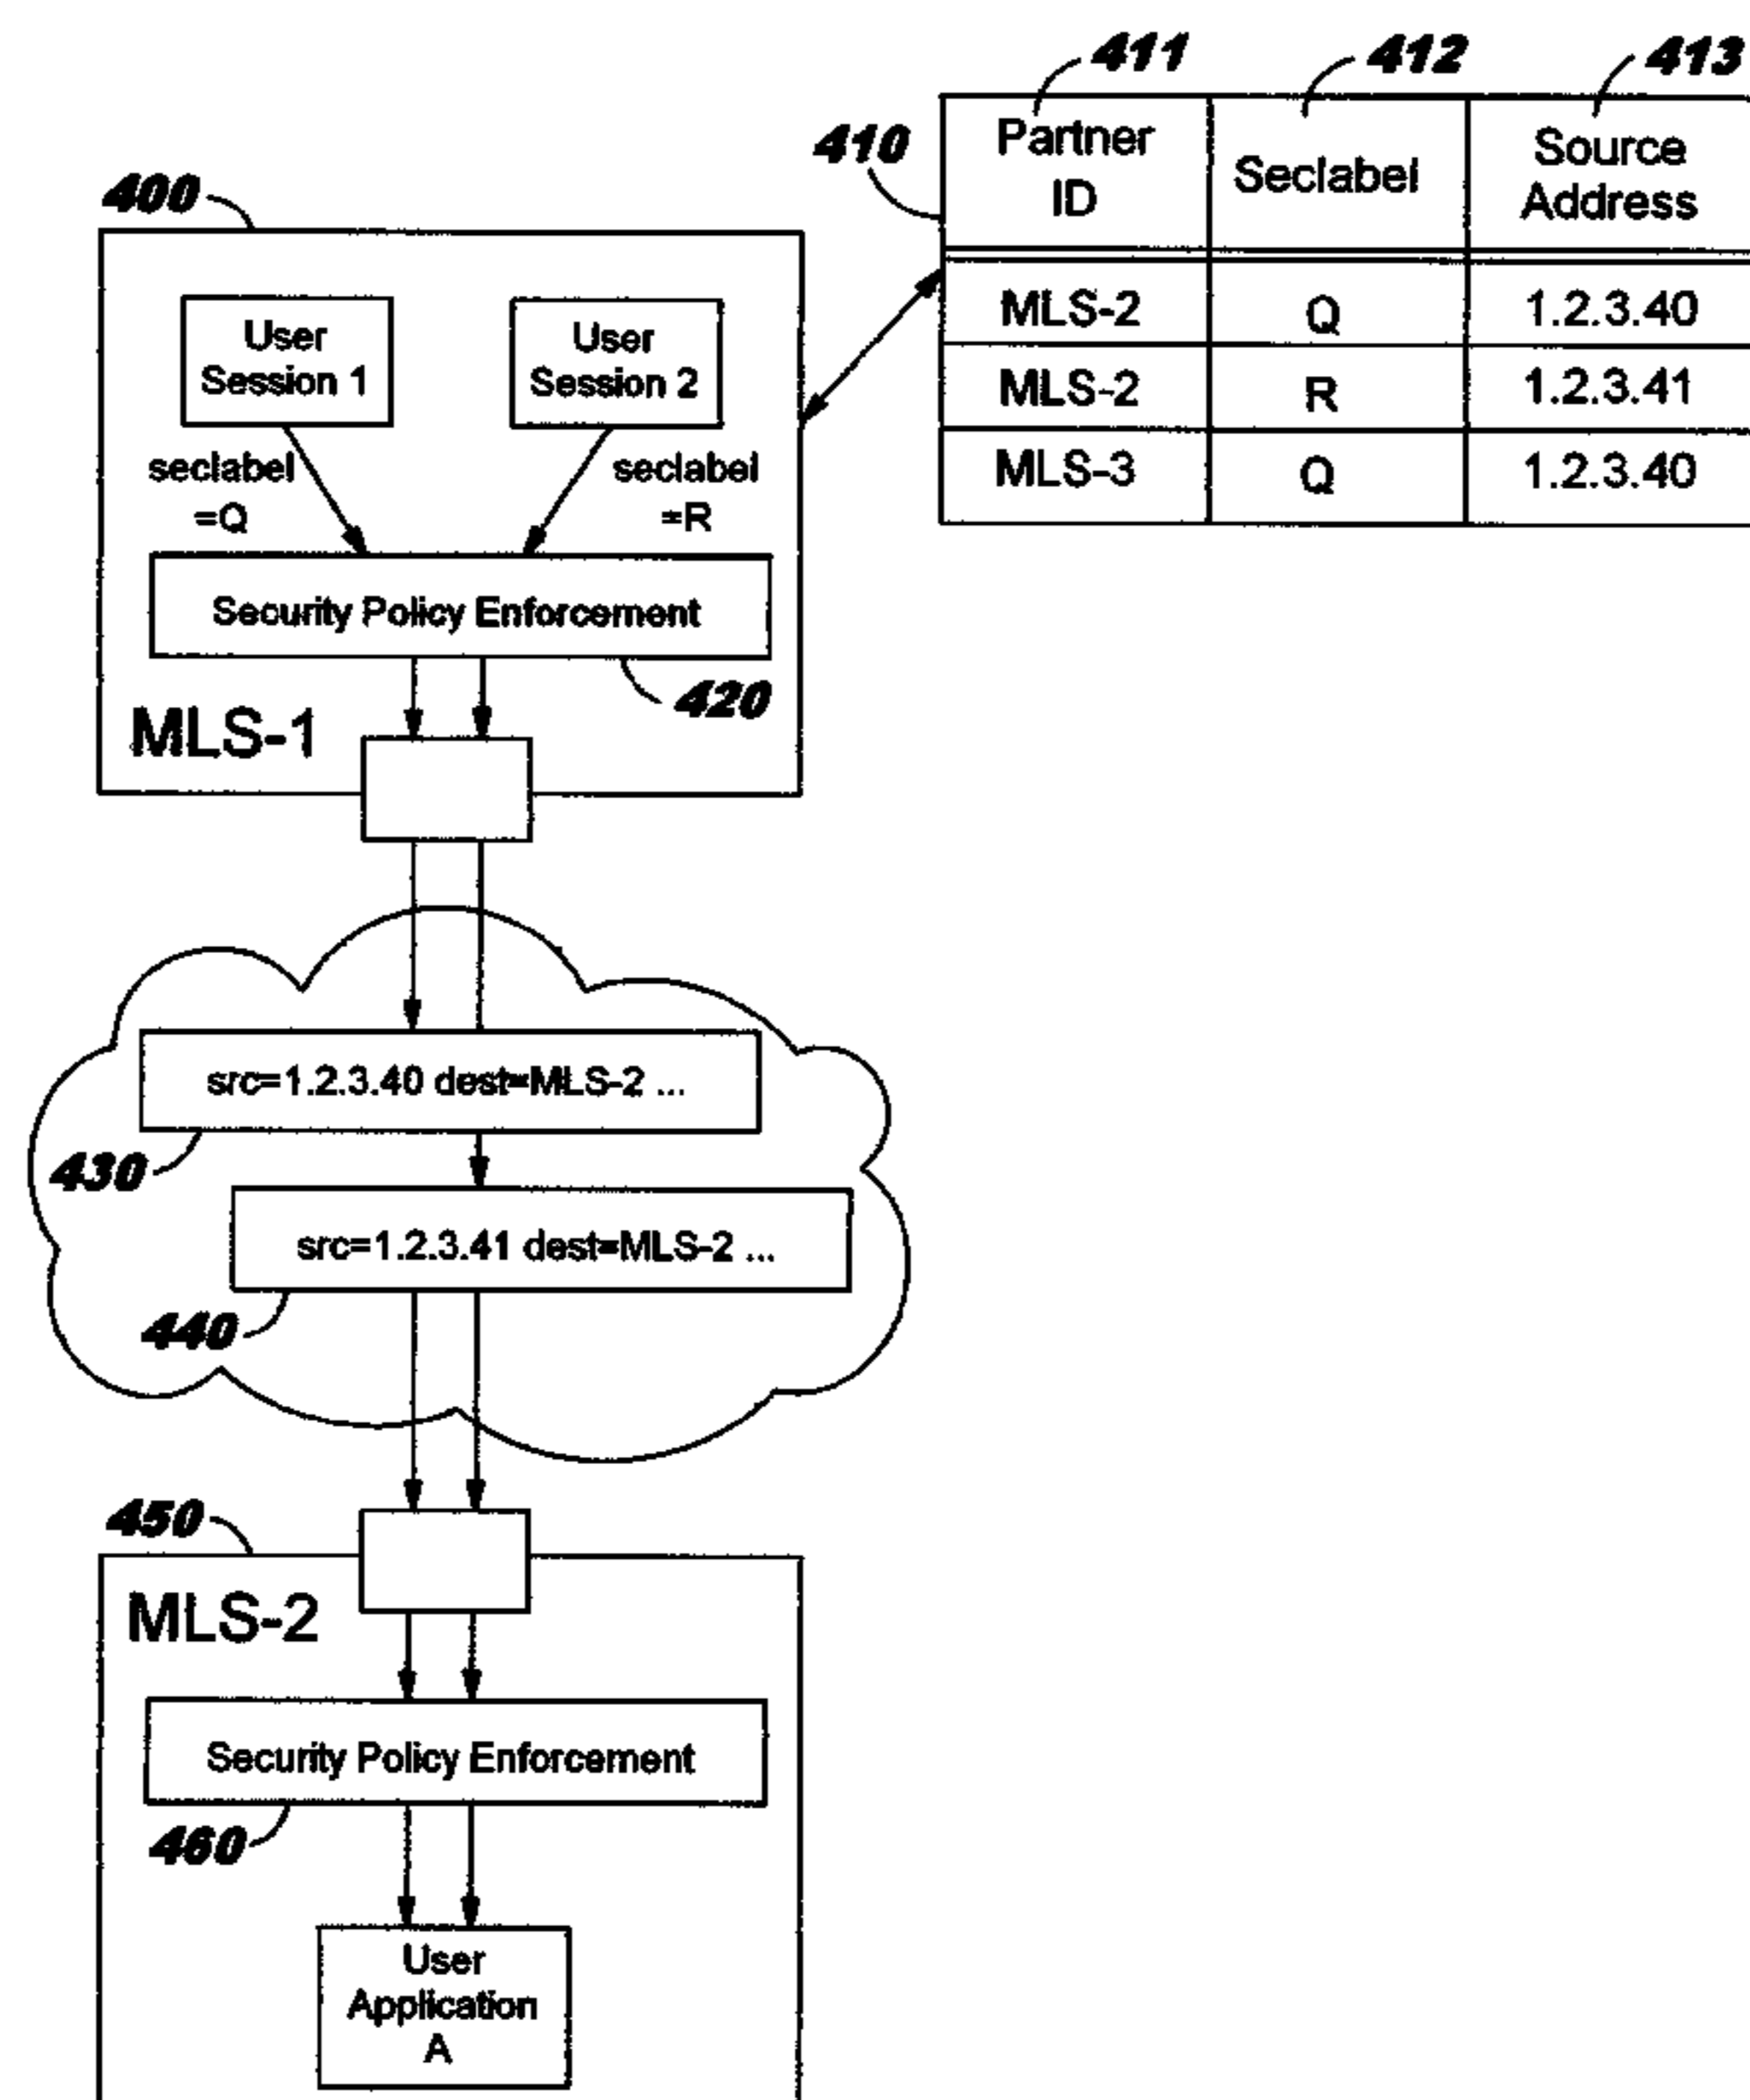 411
412
413
410
Partner
ID
Seclabel
Source
Address
MLS-2 Q 1.2.3.40
MLS-2 R 1.2.3.41
MLS-3 Q 1.2.3.40
400
User
Session 1
User
Session 2
seclabel
=Q
seclabel
=R
Security Policy Enforcement
420
MLS-1
src=1.2.3.40 dest=MLS-2 ...
430
src=1.2.3.41 dest=MLS-2 ...
440
450
MLS-2
Security Policy Enforcement
460
User
Application
A